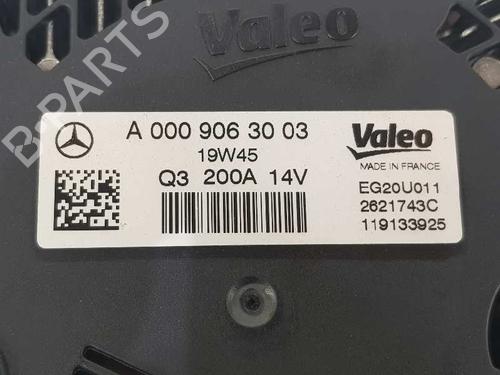 Valeo
B-PARTS
A 000 906 30 03
19W45
Q3 200A 14V
Valeo
MADE IN FRANCE
EG20U011
2621743C
119133925